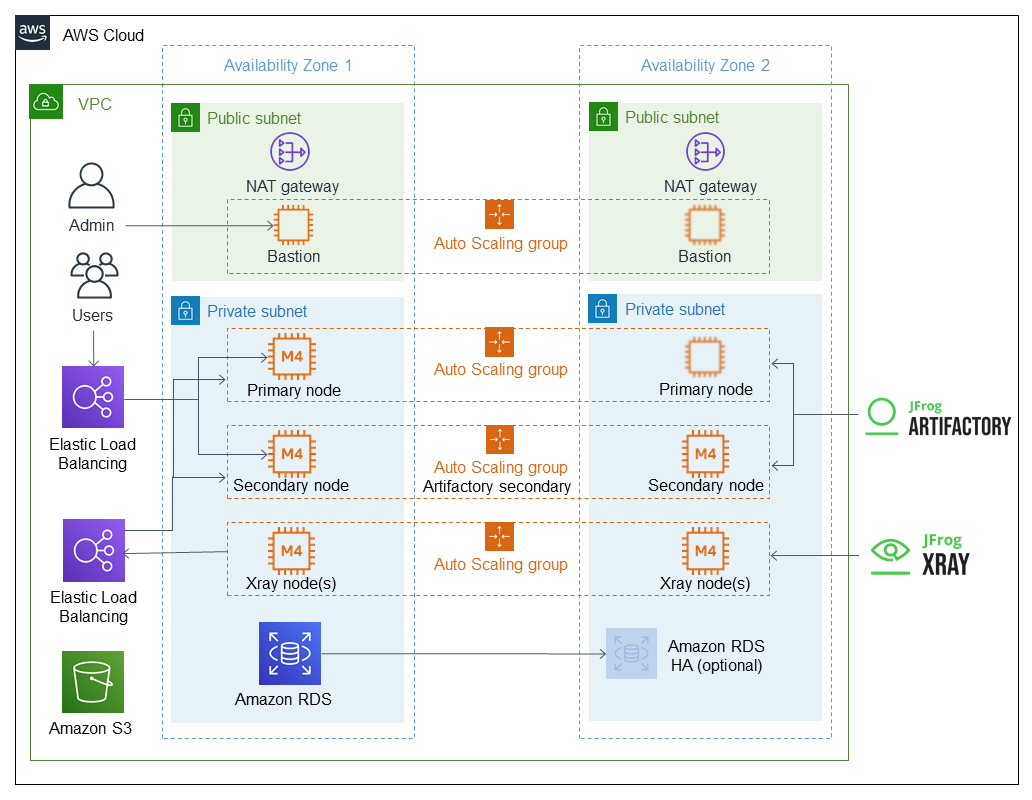 aws
AWS Cloud
Availability Zone 1
Availability Zone 2
VPC
Public subnet
Public subnet
NAT gateway
NAT gateway
Admin
Auto Scaling group
Bastion
Bastion
Users
Private subnet
Private subnet
M4
Auto Scaling group
Primary node
Primary node
JFrog
ARTIFACTORY
Elastic Load
Balancing
M4
M4
Auto Scaling group
Secondary node
Artifactory secondary
Secondary node
M4
M4
Auto Scaling group
Xray node(s)
Xray node(s)
JFrog
XRAY
Elastic Load
Balancing
Amazon RDS
Amazon RDS
HA (optional)
Amazon S3